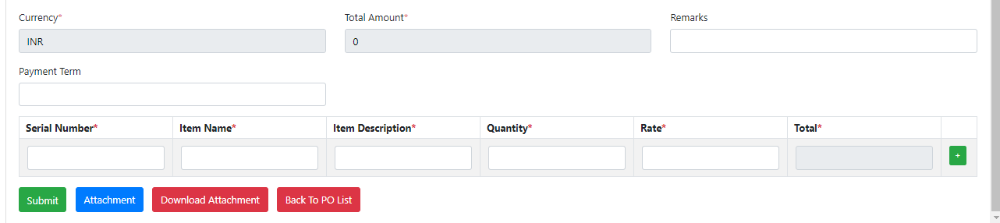 Currency* Total Amount* Remarks
INR 0
Payment Term
Serial Number* Item Name* Item Description* Quantity* Rate* Total*
+
Submit Attachment Download Attachment Back To PO List